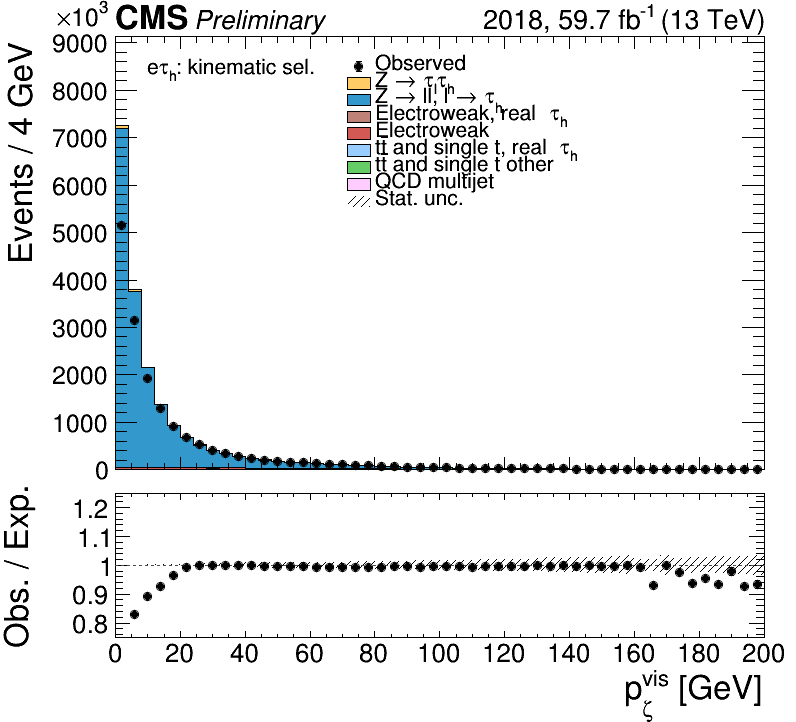 ×10³ CMS Preliminary 2018, 59.7 fb⁻¹ (13 TeV)
eτₕ: kinematic sel.
Observed
Z → τₗτₕ
Z → ll, l → τₕ
Electroweak, real τₕ
Electroweak
tt̄ and single t, real τₕ
tt̄ and single t other
QCD multijet
Stat. unc.
Events / 4 GeV
9000
8000
7000
6000
5000
4000
3000
2000
1000
0
Obs. / Exp.
1.2
1.1
1
0.9
0.8
0 20 40 60 80 100 120 140 160 180 200
p_ζ^vis [GeV]